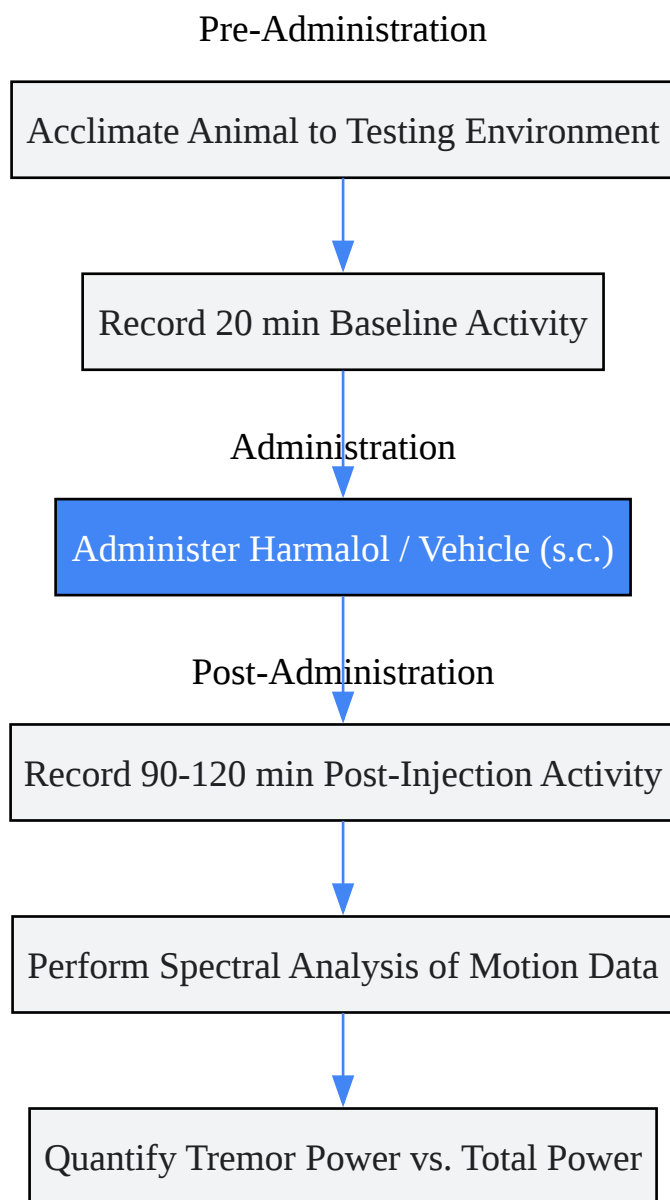 Pre-Administration
Acclimate Animal to Testing Environment
Record 20 min Baseline Activity
Administration
Administer Harmalol / Vehicle (s.c.)
Post-Administration
Record 90-120 min Post-Injection Activity
Perform Spectral Analysis of Motion Data
Quantify Tremor Power vs. Total Power